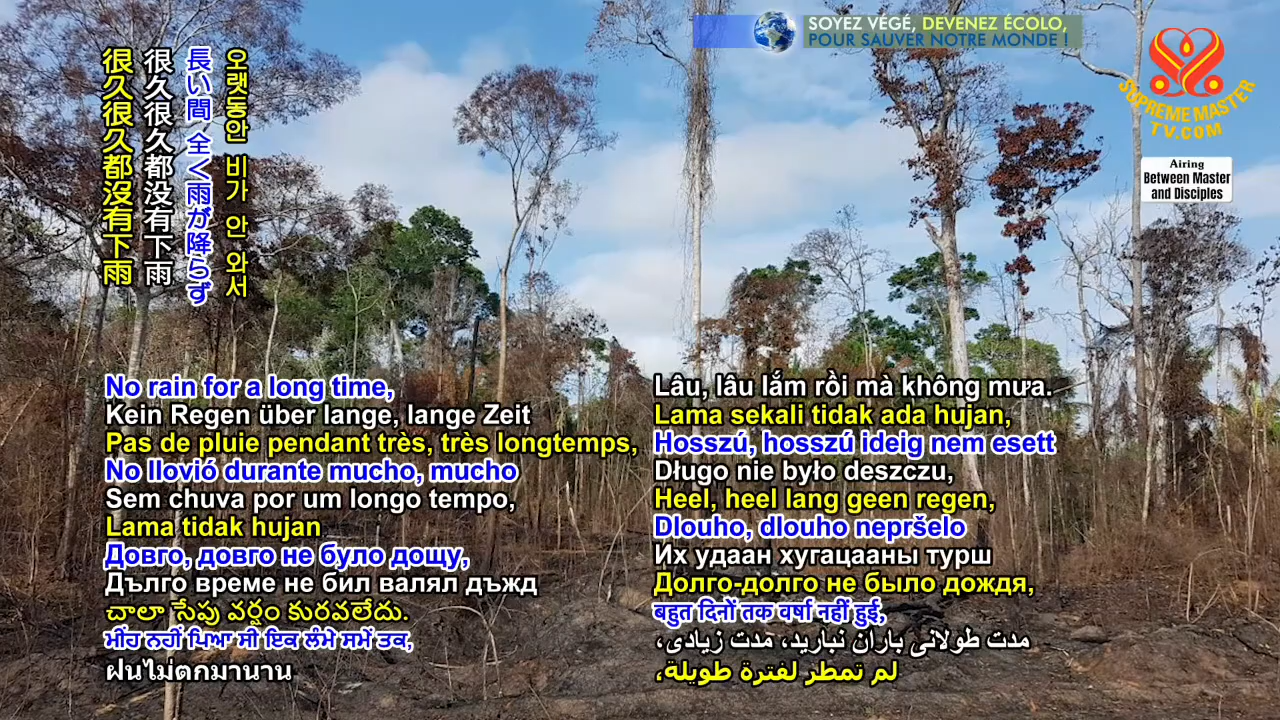 SOYEZ VÉGÉ, DEVENEZ ÉCOLO,
POUR SAUVER NOTRE MONDE !
SUPREME MASTER
TV.COM
Airing
Between Master
and Disciples
很久很久都沒有下雨
很久很久都没有下雨
長い間 全く雨が降らず
오랫동안 비가 안 와서
No rain for a long time,
Kein Regen über lange, lange Zeit
Pas de pluie pendant très, très longtemps,
No llovió durante mucho, mucho
Sem chuva por um longo tempo,
Lama tidak hujan
Довго, довго не було дощу,
Дълго време не бил валял дъжд
చాలా సేపు వర్షం కురవలేదు.
ਮੀਂਹ ਨਹੀਂ ਪਿਆ ਸੀ ਇਕ ਲੰਮੇ ਸਮੇਂ ਤਕ,
ฝนไม่ตกมานาน
Lâu, lâu lắm rồi mà không mưa.
Lama sekali tidak ada hujan,
Hosszú, hosszú ideig nem esett
Długo nie było deszczu,
Heel, heel lang geen regen,
Dlouho, dlouho nepršelo
Их удаан хугацааны турш
Долго-долго не было дождя,
बहुत दिनों तक वर्षा नहीं हुई,
مدت طولانی باران نبارید، مدت زیادی،
لم تمطر لفترة طويلة،